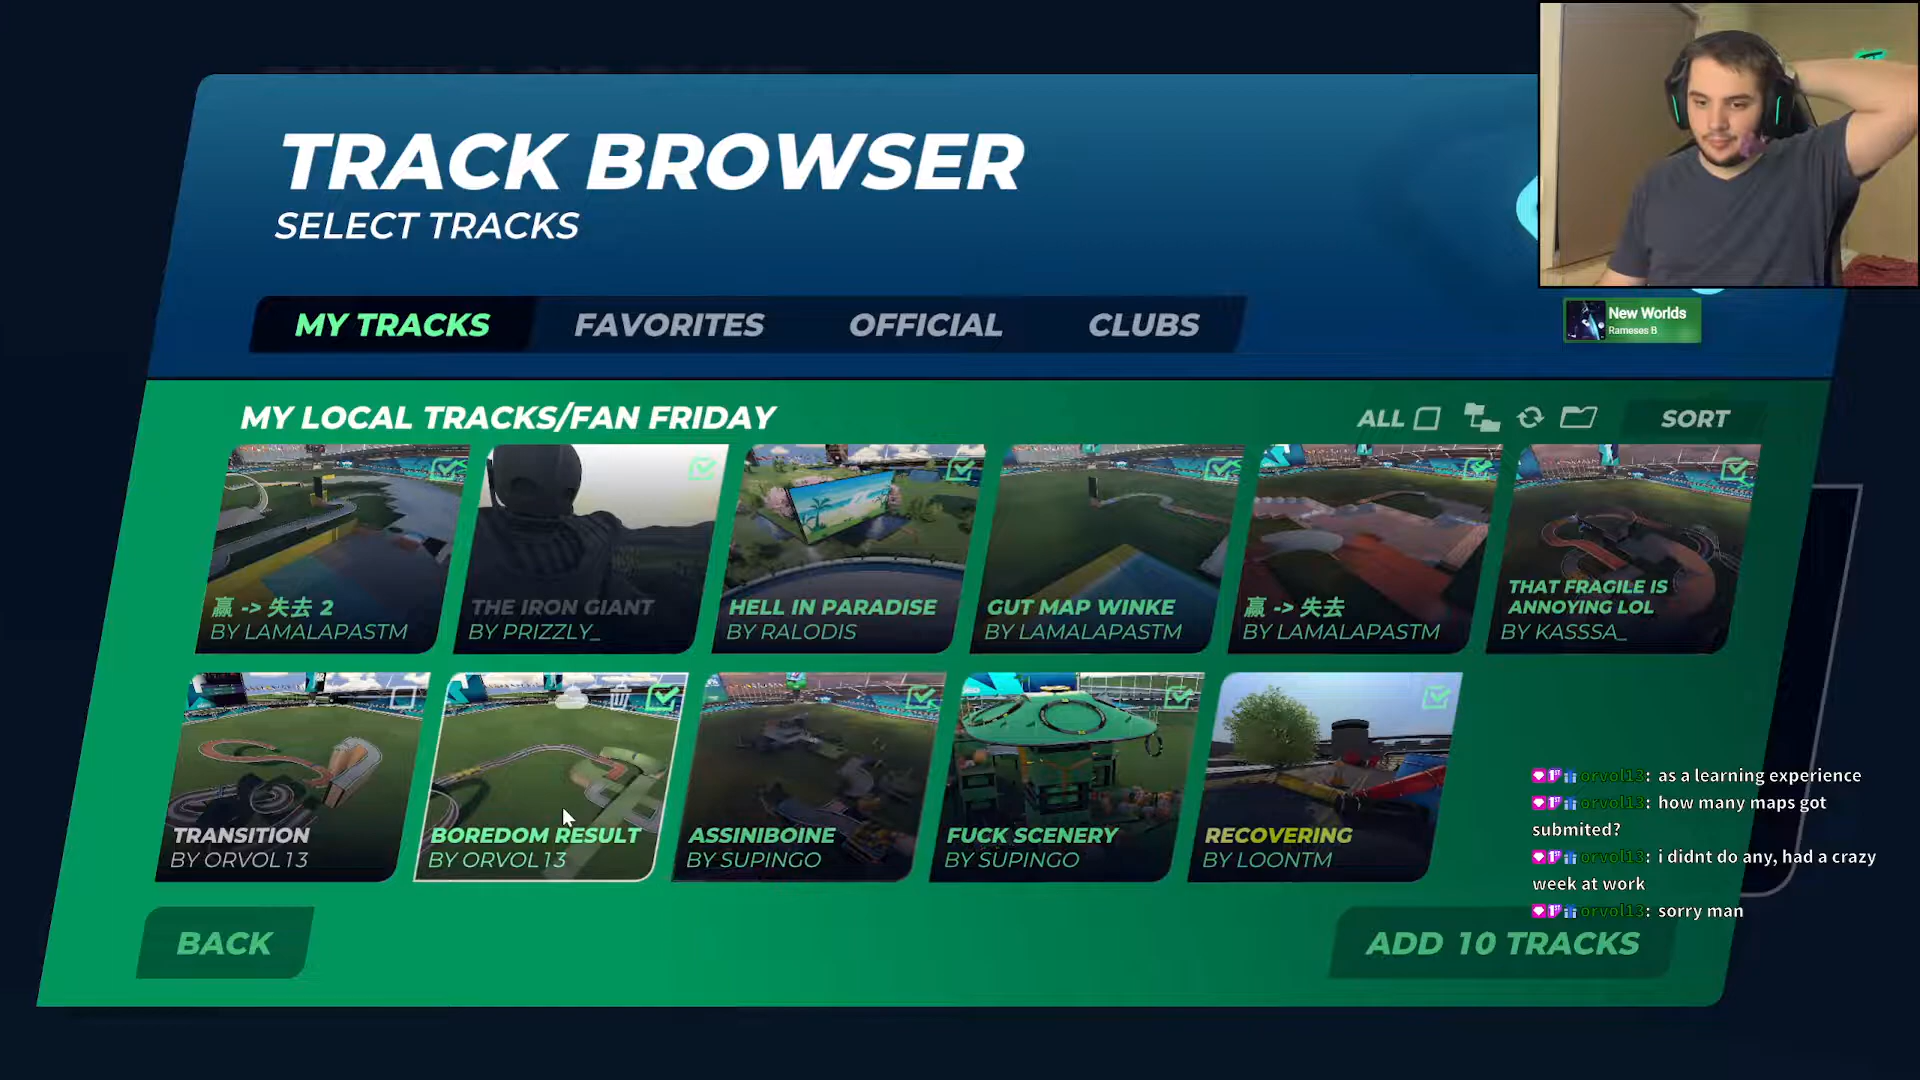 TRACK BROWSER
SELECT TRACKS
MY TRACKS
FAVORITES
OFFICIAL
CLUBS
New Worlds
Rameses B
MY LOCAL TRACKS/FAN FRIDAY
ALL
SORT
赢 -> 失去 2
BY LAMALAPASTM
THE IRON GIANT
BY PRIZZLY_
HELL IN PARADISE
BY RALODIS
GUT MAP WINKE
BY LAMALAPASTM
赢 -> 失去
BY LAMALAPASTM
THAT FRAGILE IS
ANNOYING LOL
BY KASSSA_
TRANSITION
BY ORVOL13
BOREDOM RESULT
BY ORVOL13
ASSINIBOINE
BY SUPINGO
FUCK SCENERY
BY SUPINGO
RECOVERING
BY LOONTM
orvol13: as a learning experience
orvol13: how many maps got
submited?
orvol13: i didnt do any, had a crazy
week at work
orvol13: sorry man
BACK
ADD 10 TRACKS